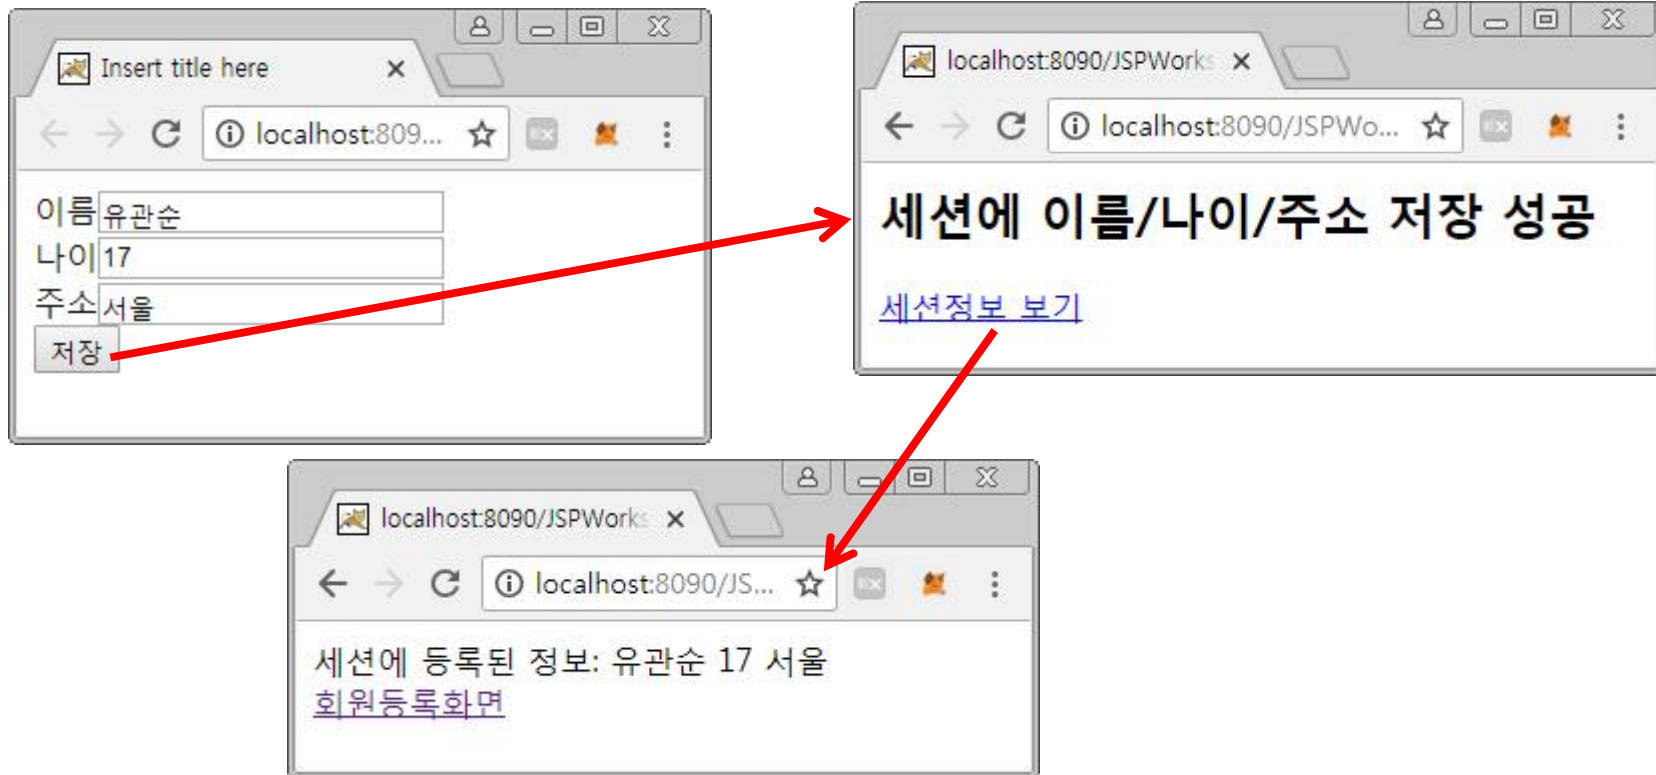 Insert title here
localhost:809...
이름 유관순
나이 17
주소 서울
저장
localhost:8090/JSPWorks
localhost:8090/JSPWo...
세션에 이름/나이/주소 저장 성공
세션정보 보기
localhost:8090/JSPWorks
localhost:8090/JS...
세션에 등록된 정보: 유관순 17 서울
회원등록화면